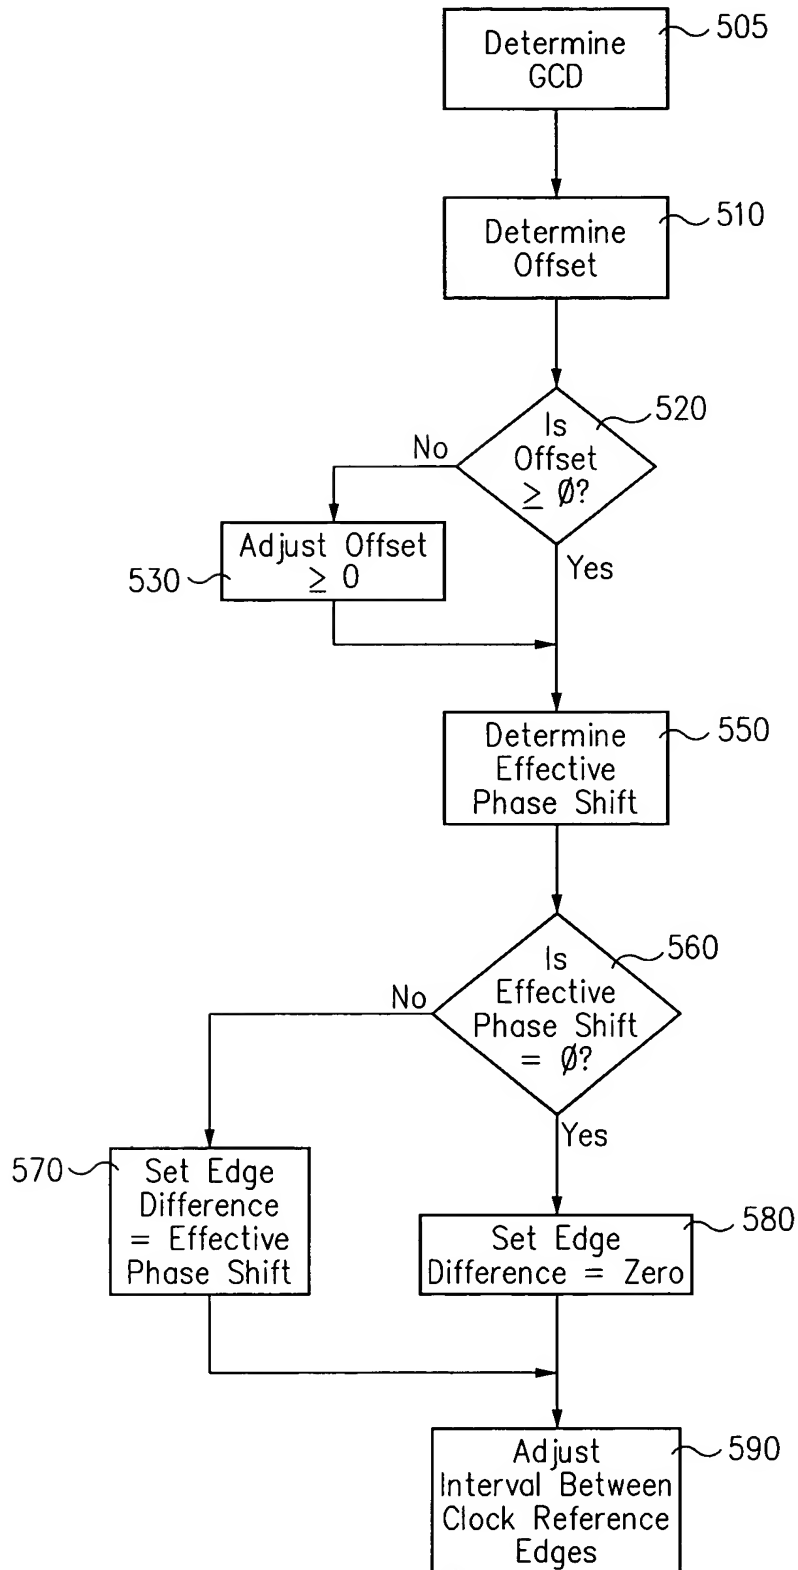 Determine
GCD
505
Determine
Offset
510
Is
Offset
≥ Ø?
520
No
Yes
Adjust Offset
≥ 0
530
Determine
Effective
Phase Shift
550
Is
Effective
Phase Shift
= Ø?
560
No
Yes
570
Set Edge
Difference
= Effective
Phase Shift
Set Edge
Difference = Zero
580
Adjust
Interval Between
Clock Reference
Edges
590